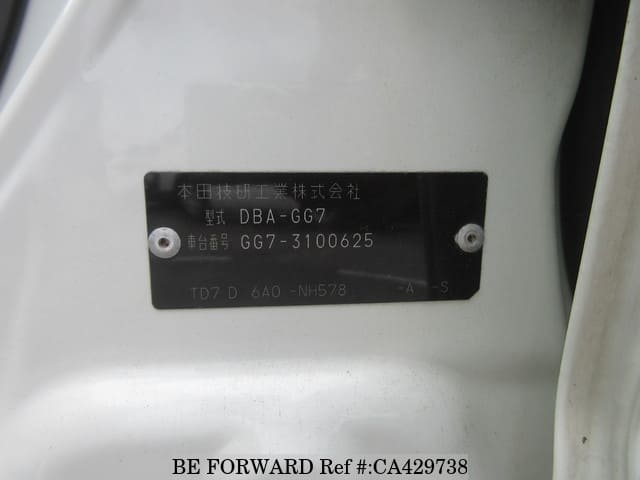 本田技研工業株式会社
型式 DBA-GG7
車台番号 GG7-3100625
TD7 D 6A0 -NH578 -A -S
BE FORWARD Ref #:CA429738